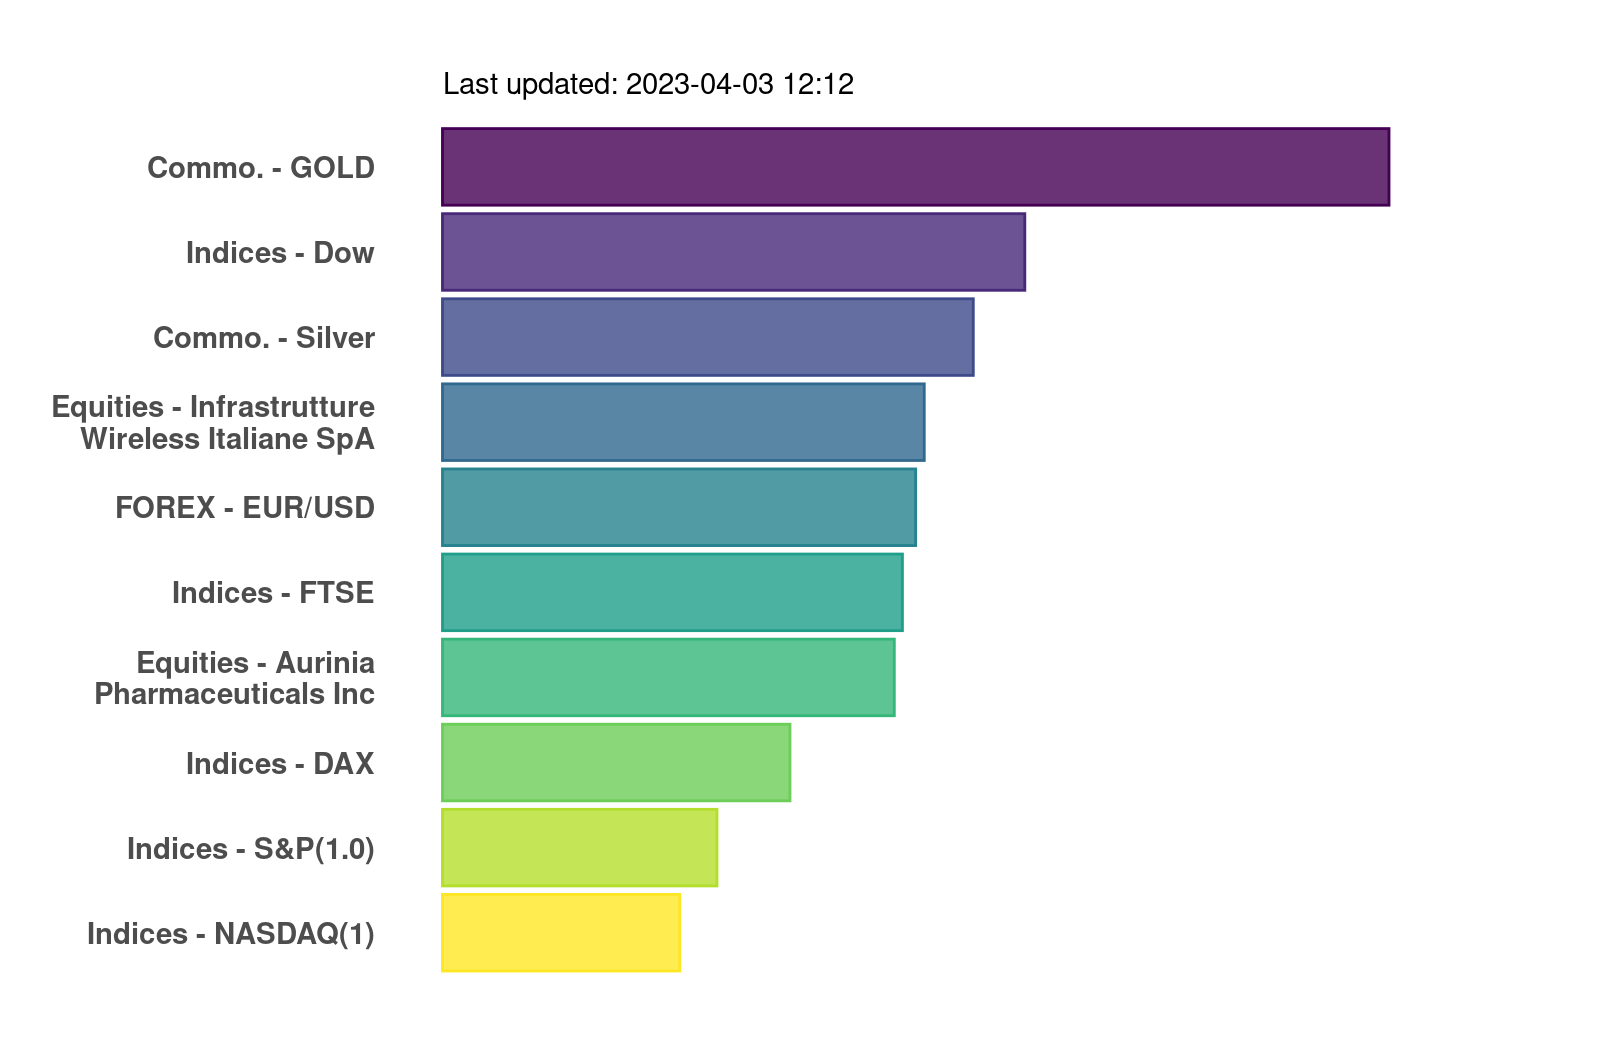 Last updated: 2023-04-03 12:12
Commo. - GOLD
Indices - Dow
Commo. - Silver
Equities - Infrastrutture
Wireless Italiane SpA
FOREX - EUR/USD
Indices - FTSE
Equities - Aurinia
Pharmaceuticals Inc
Indices - DAX
Indices - S&P(1.0)
Indices - NASDAQ(1)